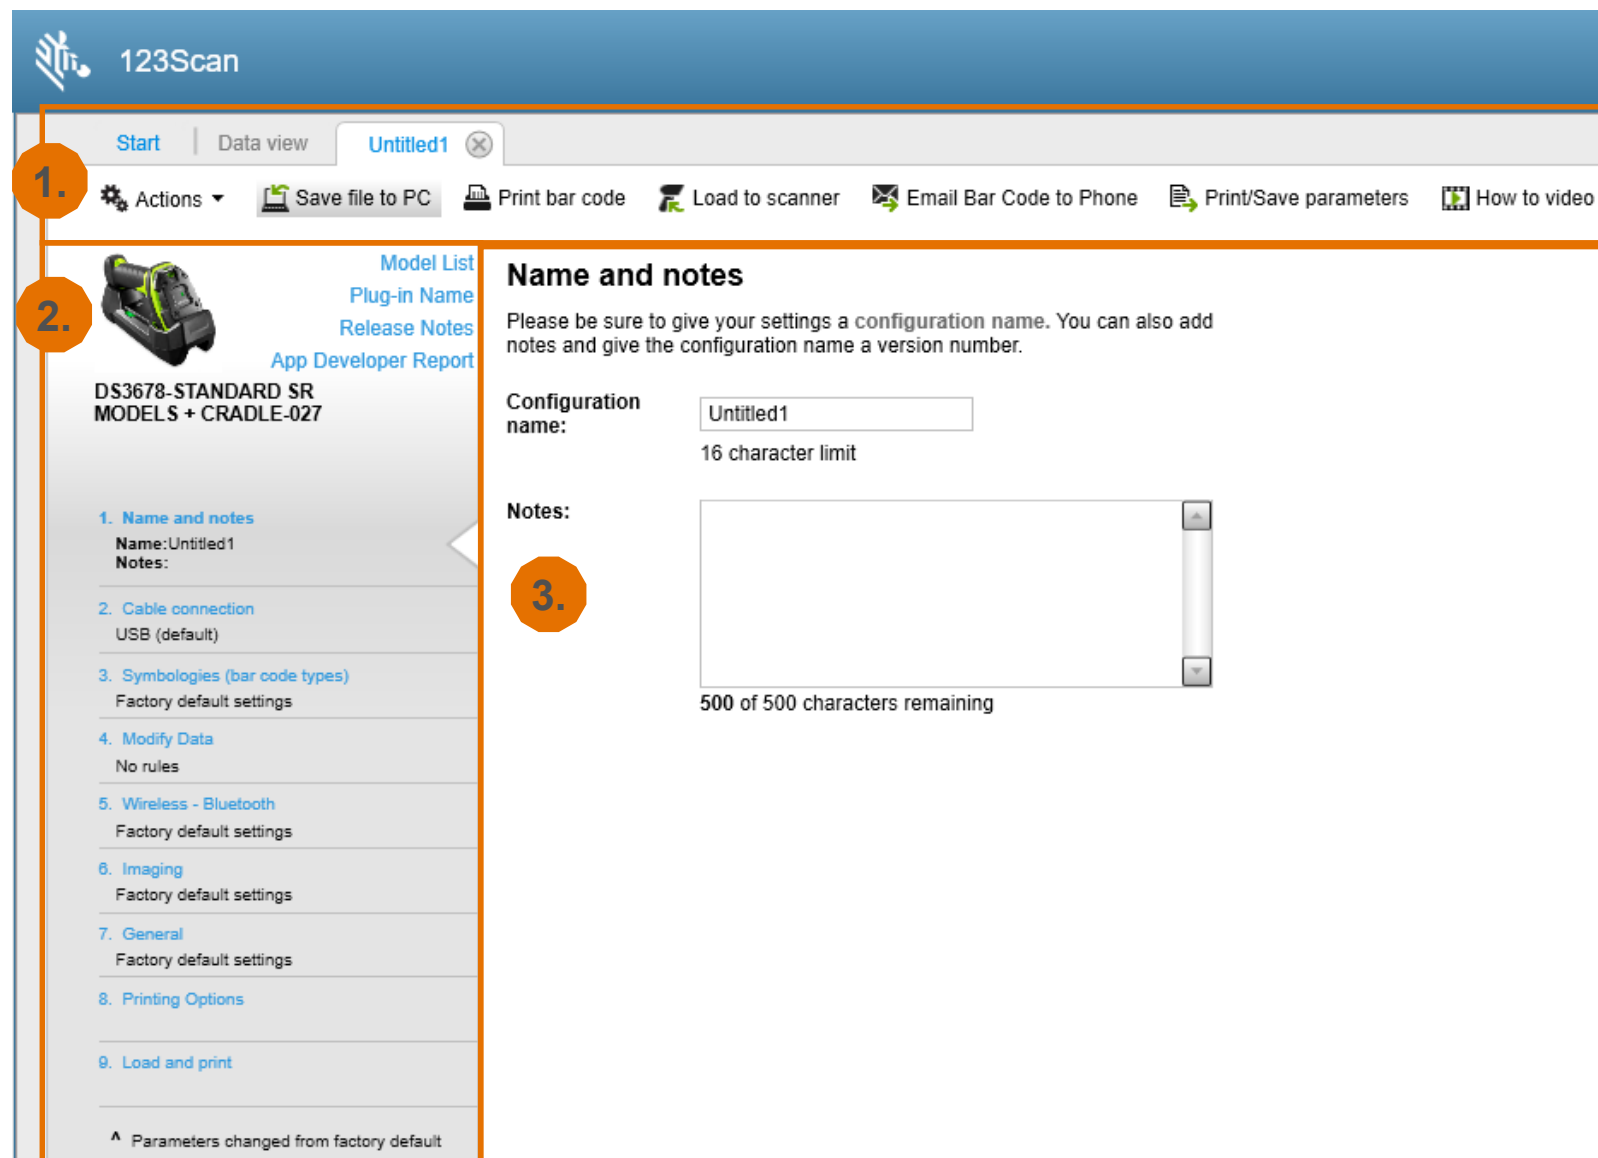 123Scan
Start | Data view Untitled1
1.
Actions Save file to PC Print bar code Load to scanner Email Bar Code to Phone Print/Save parameters How to video
2.
Model List
Plug-in Name
Release Notes
App Developer Report
DS3678-STANDARD SR
MODELS + CRADLE-027
1. Name and notes
Name:Untitled1
Notes:
2. Cable connection
USB (default)
3. Symbologies (bar code types)
Factory default settings
4. Modify Data
No rules
5. Wireless - Bluetooth
Factory default settings
6. Imaging
Factory default settings
7. General
Factory default settings
8. Printing Options
9. Load and print
^ Parameters changed from factory default
Name and notes
Please be sure to give your settings a configuration name. You can also add
notes and give the configuration name a version number.
Configuration
name:
Untitled1
16 character limit
Notes:
3.
500 of 500 characters remaining